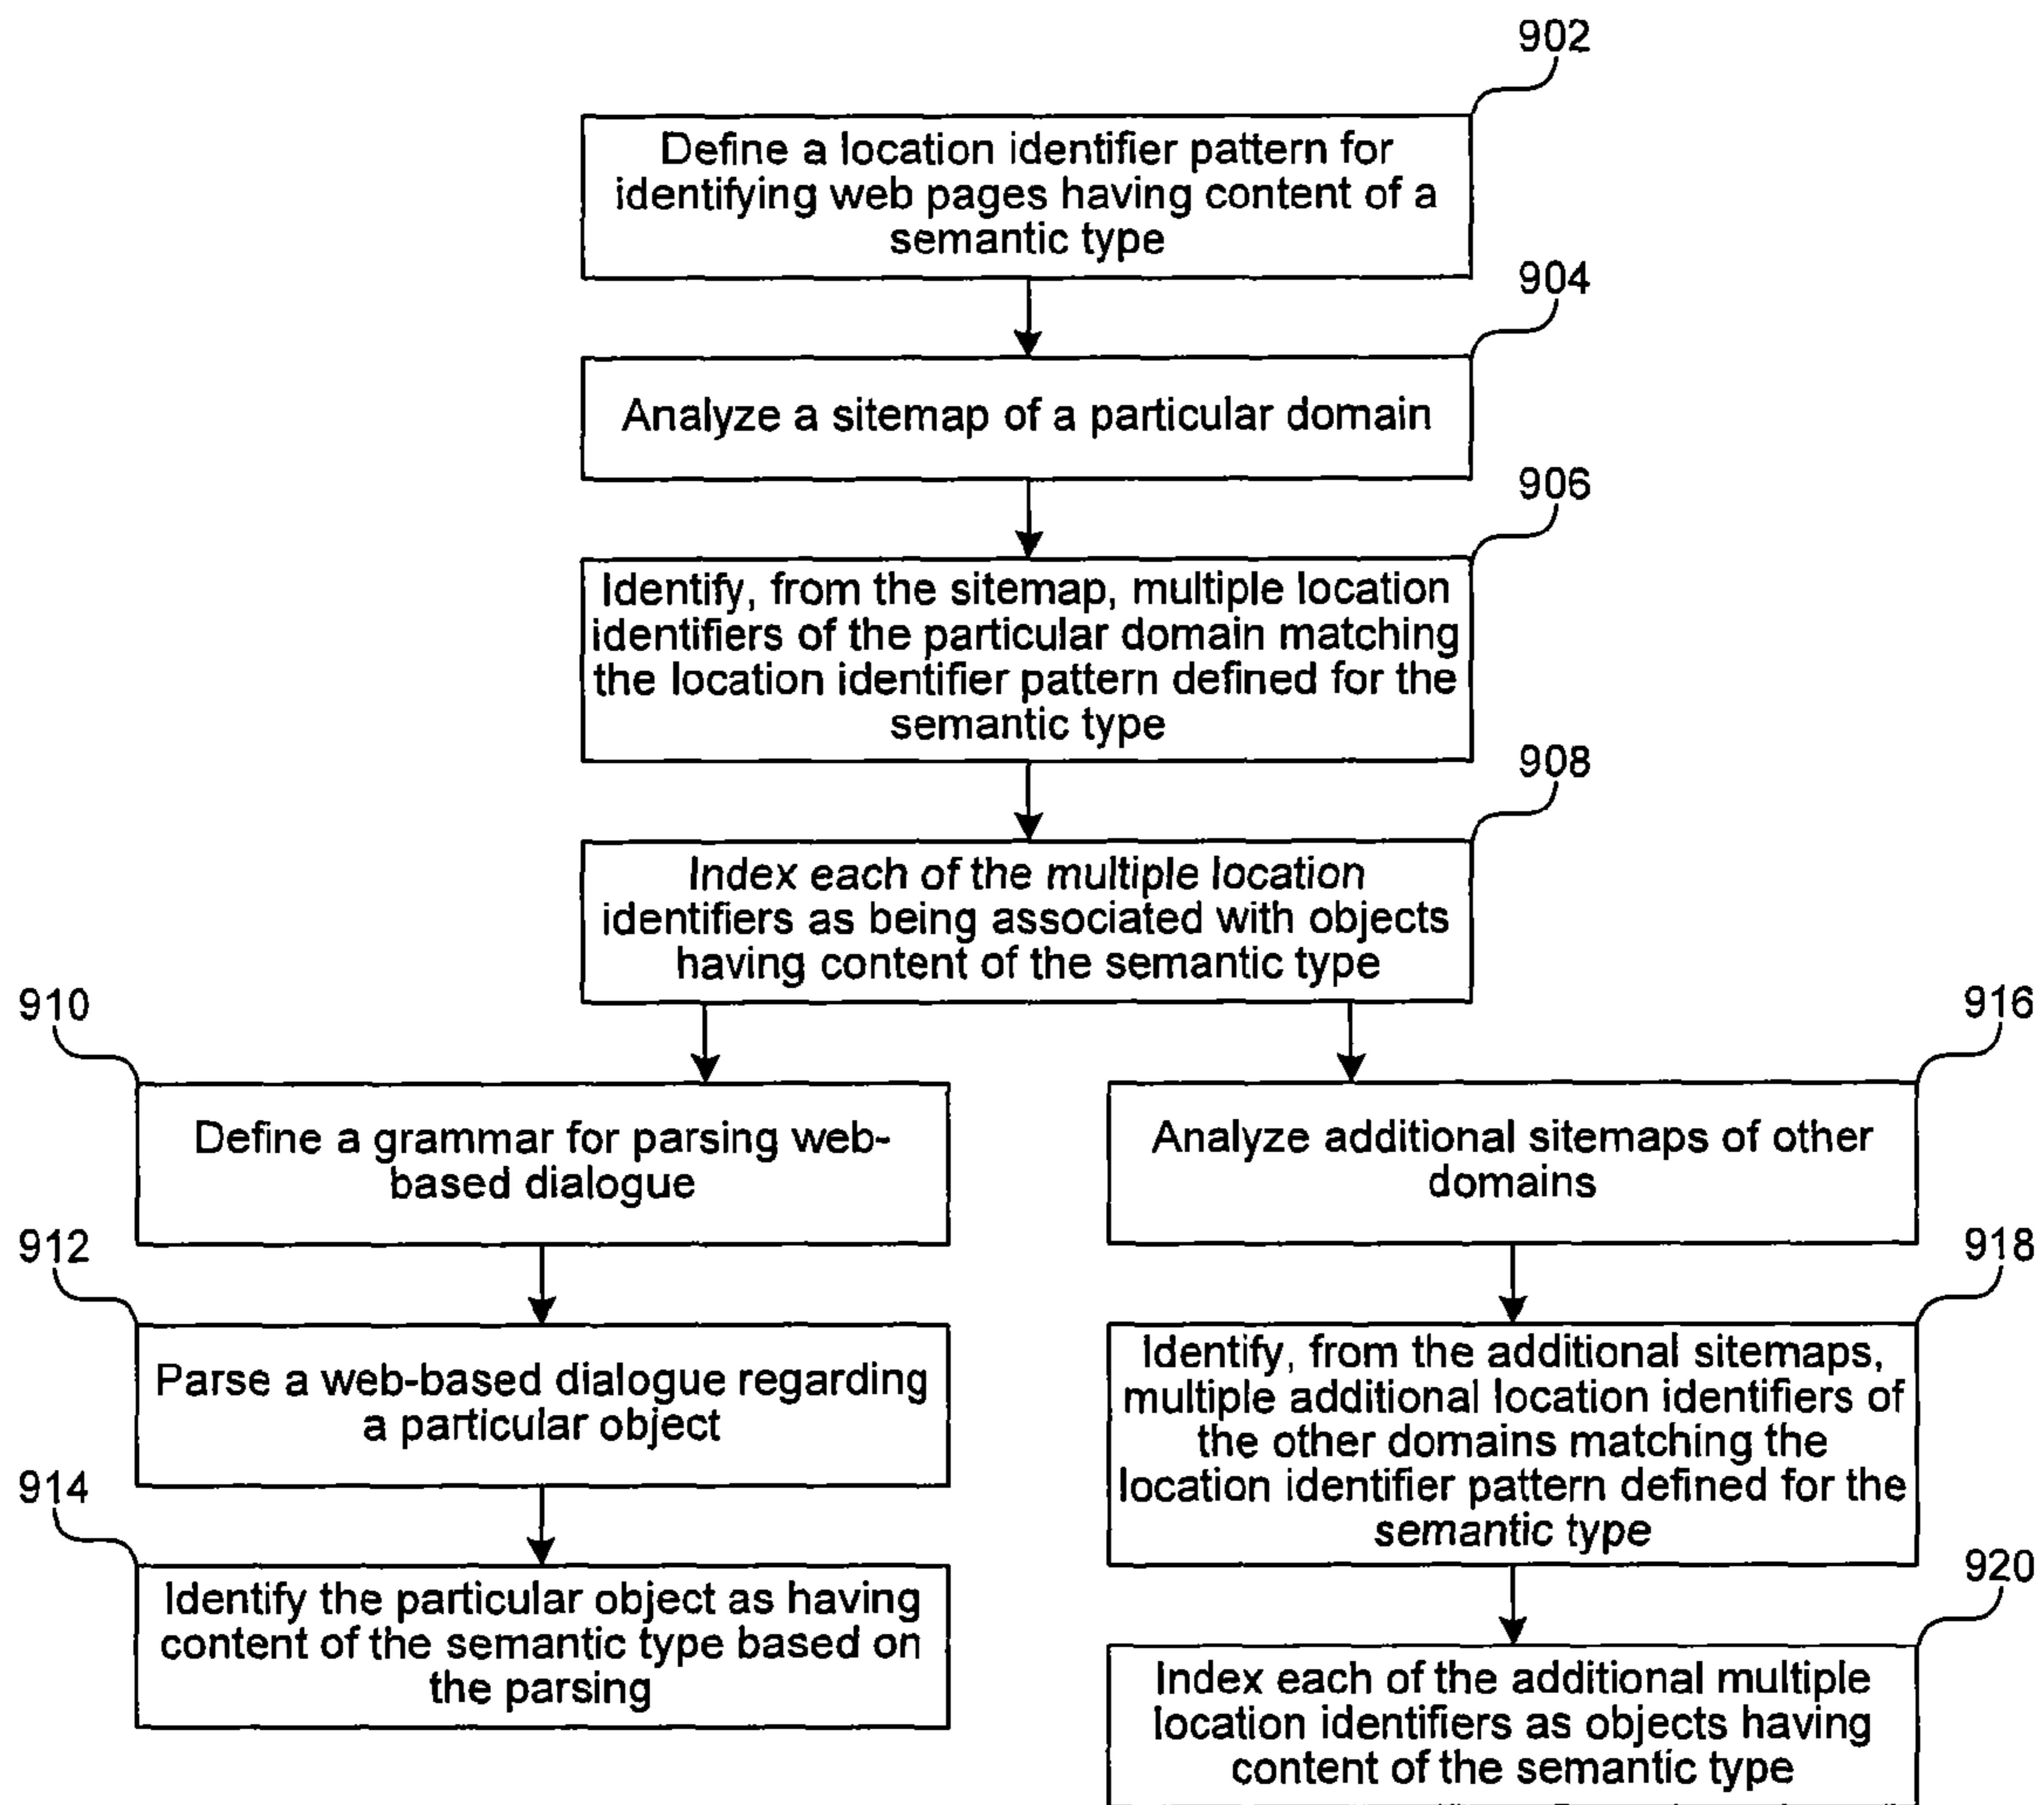 902
Define a location identifier pattern for
identifying web pages having content of a
semantic type
904
Analyze a sitemap of a particular domain
906
Identify, from the sitemap, multiple location
identifiers of the particular domain matching
the location identifier pattern defined for the
semantic type
908
Index each of the multiple location
identifiers as being associated with objects
having content of the semantic type
910
Define a grammar for parsing web-
based dialogue
912
Parse a web-based dialogue regarding
a particular object
914
Identify the particular object as having
content of the semantic type based on
the parsing
916
Analyze additional sitemaps of other
domains
918
Identify, from the additional sitemaps,
multiple additional location identifiers of
the other domains matching the
location identifier pattern defined for the
semantic type
920
Index each of the additional multiple
location identifiers as objects having
content of the semantic type